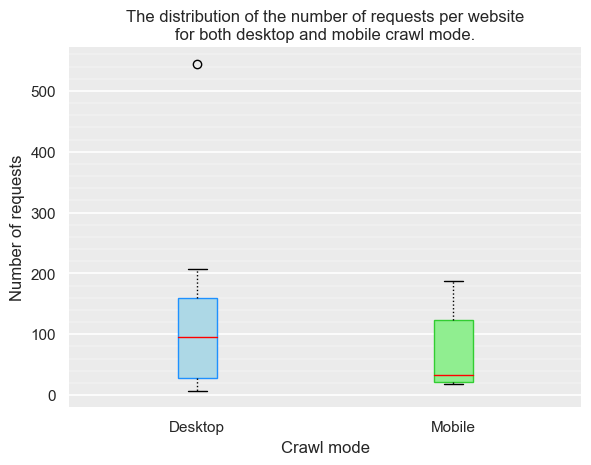 The distribution of the number of requests per website
for both desktop and mobile crawl mode.
Number of requests
500
400
300
200
100
0
Desktop
Mobile
Crawl mode